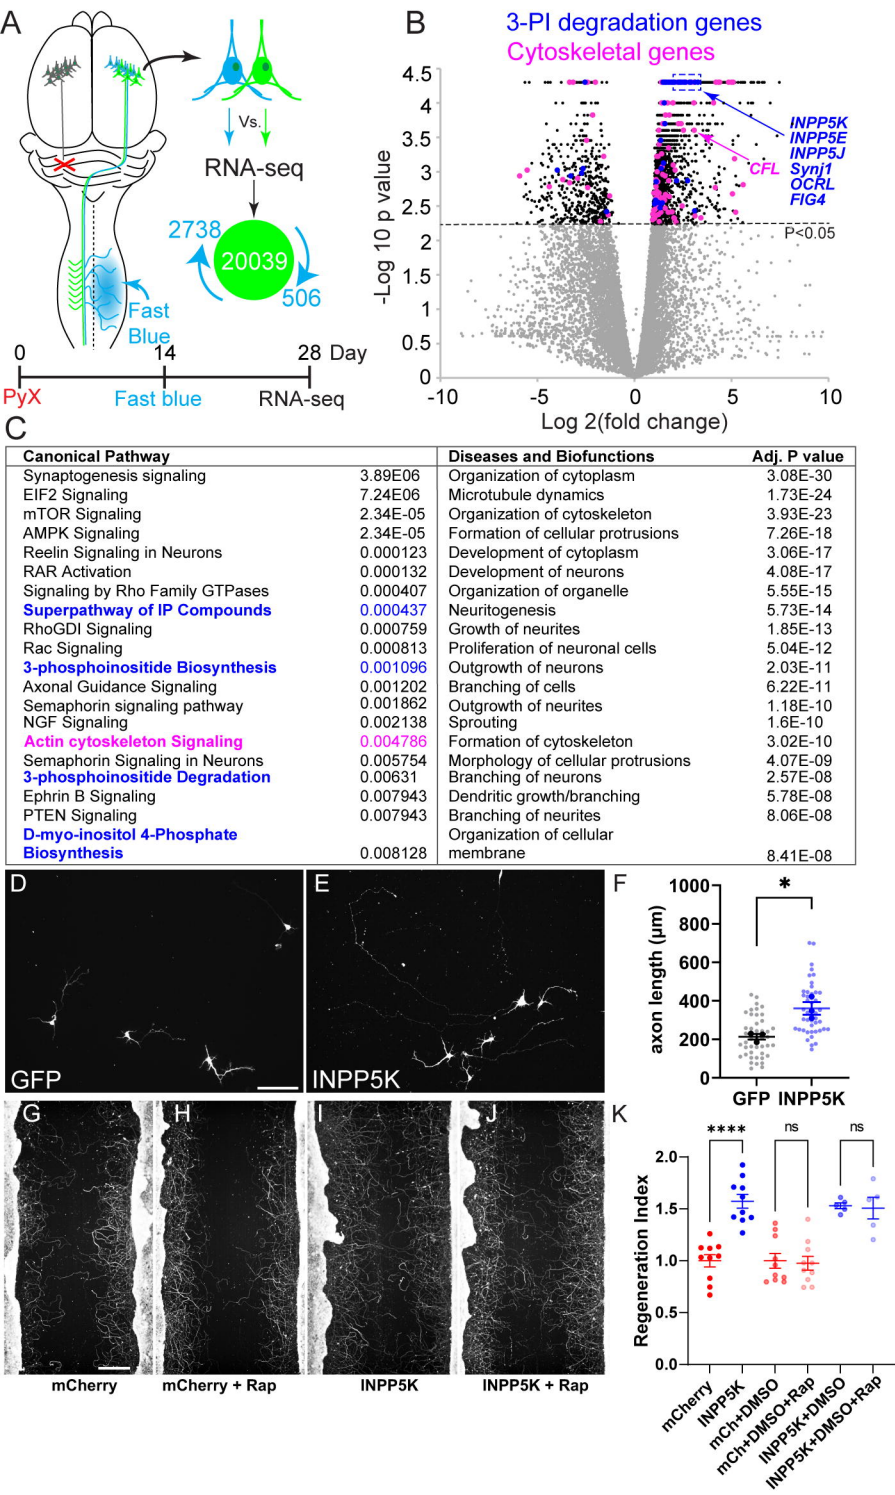 A
Vs.
RNA-seq
2738
20039
506
Fast
Blue
0
14
28
Day
PyX
Fast blue
RNA-seq
B
3-PI degradation genes
Cytoskeletal genes
4.5
4
3.5
3
2.5
2
1.5
1
0.5
0
-Log 10 p value
INPP5K
INPP5E
INPP5J
Synj1
OCRL
FIG4
CFL
P<0.05
-10
-5
0
5
10
Log 2(fold change)
C
Canonical Pathway
Synaptogenesis signaling 3.89E06
EIF2 Signaling 7.24E06
mTOR Signaling 2.34E-05
AMPK Signaling 2.34E-05
Reelin Signaling in Neurons 0.000123
RAR Activation 0.000132
Signaling by Rho Family GTPases 0.000407
Superpathway of IP Compounds 0.000437
RhoGDI Signaling 0.000759
Rac Signaling 0.000813
3-phosphoinositide Biosynthesis 0.001096
Axonal Guidance Signaling 0.001202
Semaphorin signaling pathway 0.001862
NGF Signaling 0.002138
Actin cytoskeleton Signaling 0.004786
Semaphorin Signaling in Neurons 0.005754
3-phosphoinositide Degradation 0.00631
Ephrin B Signaling 0.007943
PTEN Signaling 0.007943
D-myo-inositol 4-Phosphate
Biosynthesis 0.008128
Diseases and Biofunctions Adj. P value
Organization of cytoplasm 3.08E-30
Microtubule dynamics 1.73E-24
Organization of cytoskeleton 3.93E-23
Formation of cellular protrusions 7.26E-18
Development of cytoplasm 3.06E-17
Development of neurons 4.08E-17
Organization of organelle 5.55E-15
Neuritogenesis 5.73E-14
Growth of neurites 1.85E-13
Proliferation of neuronal cells 5.04E-12
Outgrowth of neurons 2.03E-11
Branching of cells 6.22E-11
Outgrowth of neurites 1.18E-10
Sprouting 1.6E-10
Formation of cytoskeleton 3.02E-10
Morphology of cellular protrusions 4.07E-09
Branching of neurons 2.57E-08
Dendritic growth/branching 5.78E-08
Branching of neurites 8.06E-08
Organization of cellular
membrane 8.41E-08
D
GFP
E
INPP5K
F
1000
800
600
400
200
0
axon length (μm)
*
GFP
INPP5K
G
H
I
J
mCherry
mCherry + Rap
INPP5K
INPP5K + Rap
K
****
ns
ns
2.0
1.5
1.0
0.5
0.0
Regeneration Index
mCherry
INPP5K
mCh+DMSO
mCh+DMSO+Rap
INPP5K+DMSO
INPP5K+DMSO+Rap